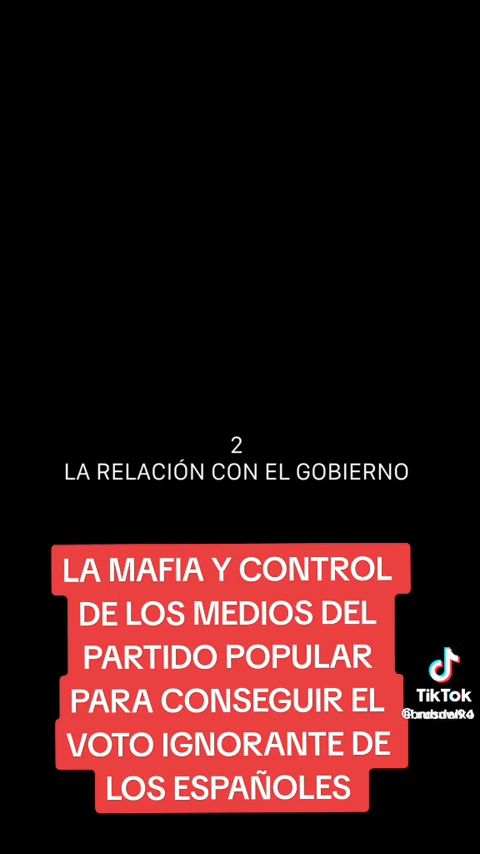 2
LA RELACIÓN CON EL GOBIERNO
LA MAFIA Y CONTROL
DE LOS MEDIOS DEL
PARTIDO POPULAR
PARA CONSEGUIR EL
VOTO IGNORANTE DE
LOS ESPAÑOLES
TikTok